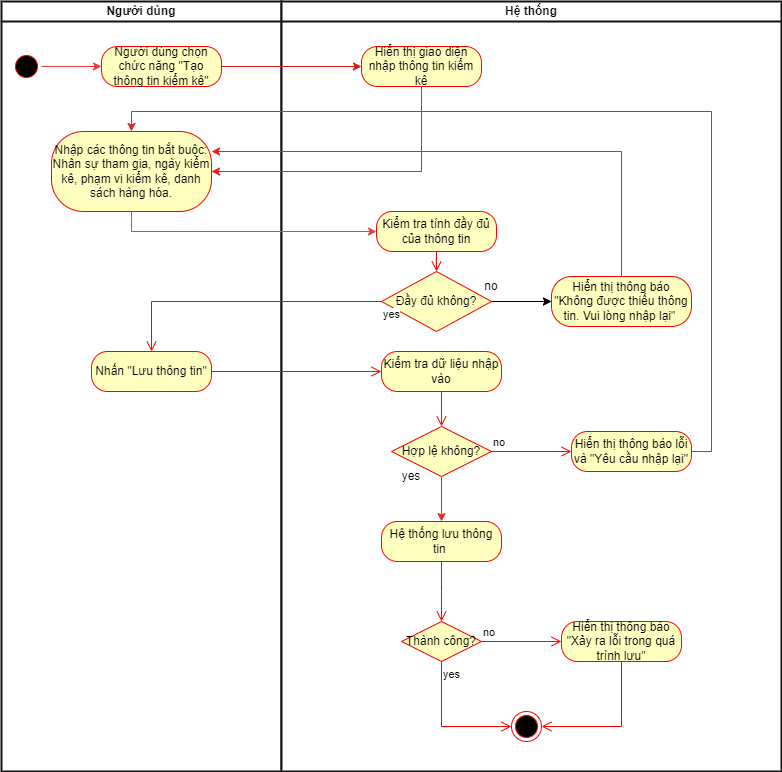 Người dùng
Hệ thống
Người dùng chọn
chức năng "Tạo
thông tin kiểm kê"
Hiển thị giao diện
nhập thông tin kiểm
kê
Nhập các thông tin bắt buộc:
Nhân sự tham gia, ngày kiểm
kê, phạm vi kiểm kê, danh
sách hàng hóa.
Kiểm tra tính đầy đủ
của thông tin
Đầy đủ không?
no
yes
Hiển thị thông báo
"Không được thiếu thông
tin. Vui lòng nhập lại"
Nhấn "Lưu thông tin"
Kiểm tra dữ liệu nhập
vào
Hợp lệ không?
no
yes
Hiển thị thông báo lỗi
và "Yêu cầu nhập lại"
Hệ thống lưu thông
tin
Thành công?
no
yes
Hiển thị thông báo
"Xảy ra lỗi trong quá
trình lưu"